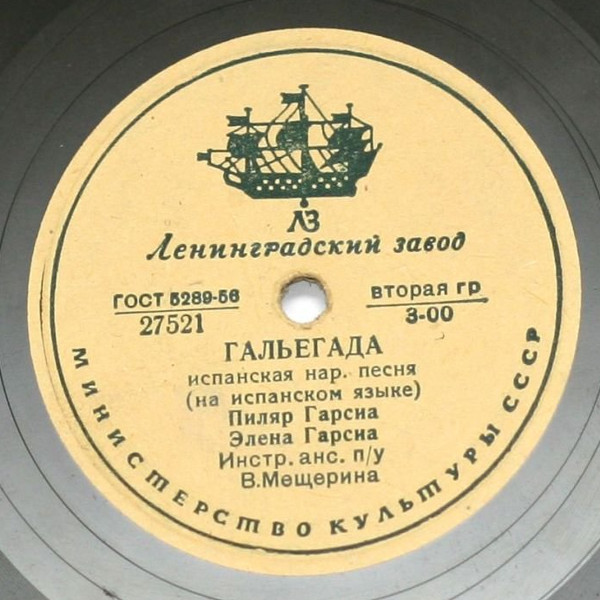 ЛЗ
Ленинградский завод
ГОСТ 5289-56
27521
вторая гр
3-00
ГАЛЬЕГАДА
испанская нар. песня
(на испанском языке)
Пиляр Гарсиа
Элена Гарсиа
Инстр. анс. п/у
В.Мещерина
МИНИСТЕРСТВО КУЛЬТУРЫ СССР